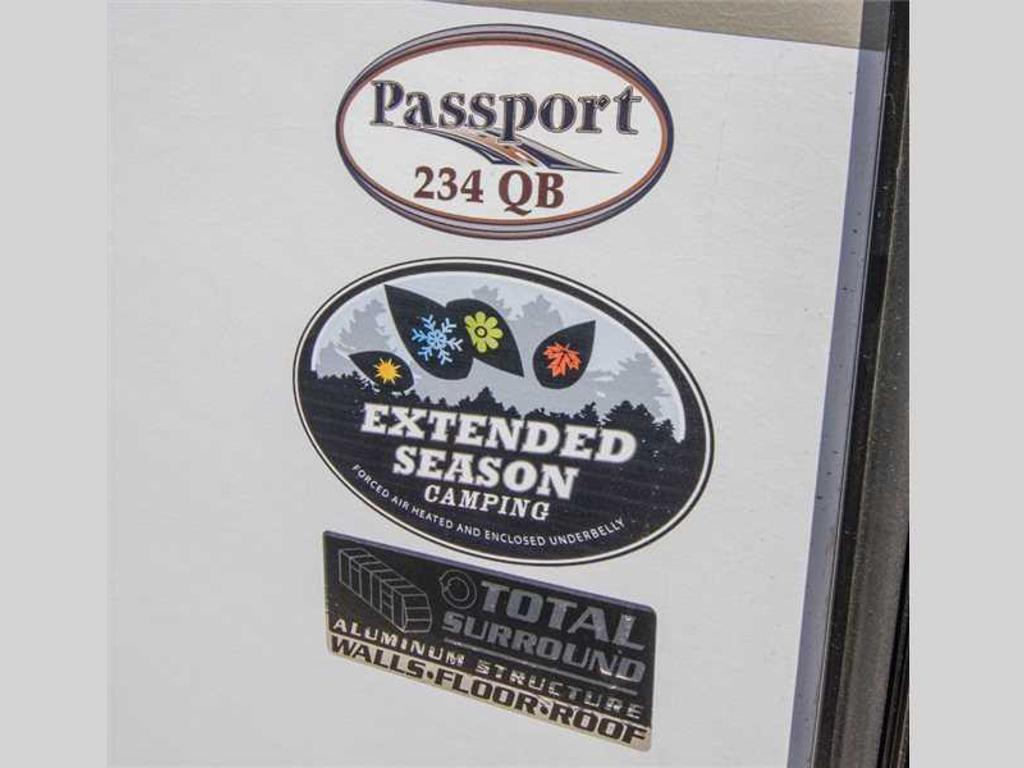 Passport
234 QB
EXTENDED
SEASON
CAMPING
FORCED AIR HEATED AND ENCLOSED UNDERBELLY
TOTAL
SURROUND
ALUMINUM STRUCTURE
WALLS•FLOOR•ROOF